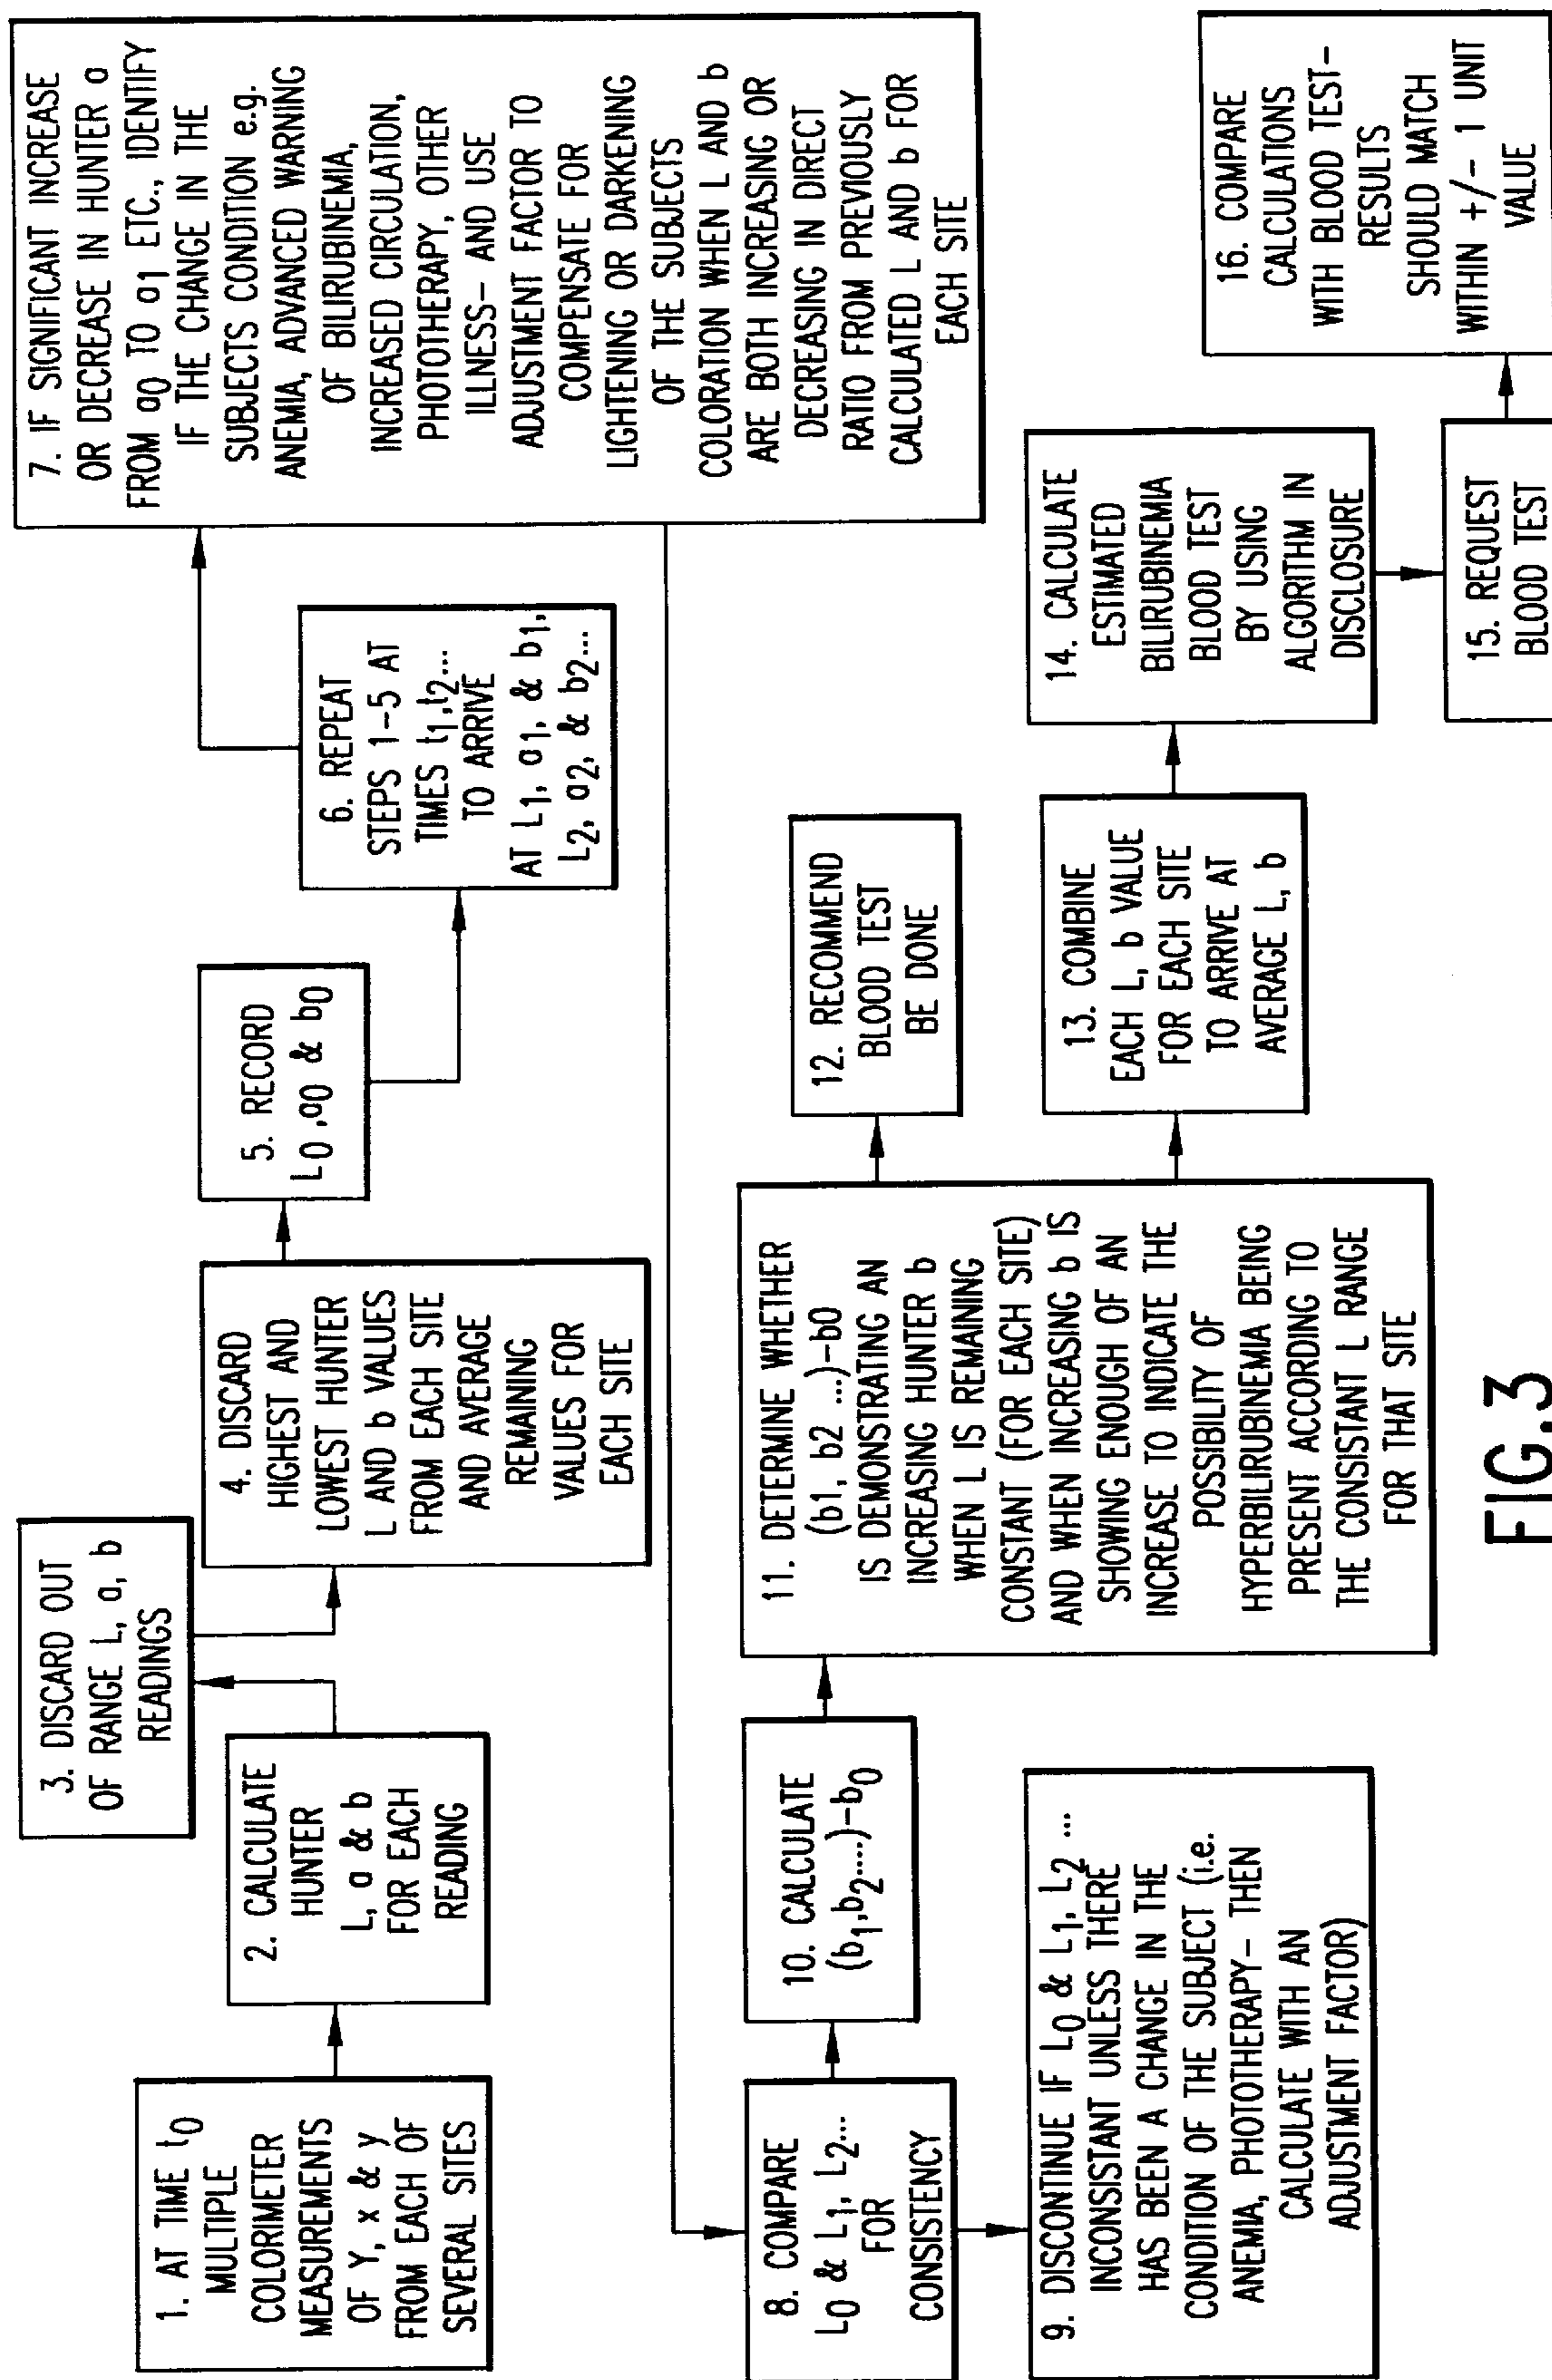 1. AT TIME t0
MULTIPLE
COLORIMETER
MEASUREMENTS
OF Y, x & y
FROM EACH OF
SEVERAL SITES
2. CALCULATE
HUNTER
L, a & b
FOR EACH
READING
3. DISCARD OUT
OF RANGE L, a, b
READINGS
4. DISCARD
HIGHEST AND
LOWEST HUNTER
L AND b VALUES
FROM EACH SITE
AND AVERAGE
REMAINING
VALUES FOR
EACH SITE
5. RECORD
L0 ,a0 & b0
6. REPEAT
STEPS 1-5 AT
TIMES t1,t2...
TO ARRIVE
AT L1, a1, & b1,
L2, a2, & b2...
7. IF SIGNIFICANT INCREASE
OR DECREASE IN HUNTER a
FROM a0 TO a1 ETC., IDENTIFY
IF THE CHANGE IN THE
SUBJECTS CONDITION e.g.
ANEMIA, ADVANCED WARNING
OF BILIRUBINEMIA,
INCREASED CIRCULATION,
PHOTOTHERAPY, OTHER
ILLNESS- AND USE
ADJUSTMENT FACTOR TO
COMPENSATE FOR
LIGHTENING OR DARKENING
OF THE SUBJECTS
COLORATION WHEN L AND b
ARE BOTH INCREASING OR
DECREASING IN DIRECT
RATIO FROM PREVIOUSLY
CALCULATED L AND b FOR
EACH SITE
8. COMPARE
L0 & L1, L2...
FOR
CONSISTENCY
9. DISCONTINUE IF L0 & L1, L2 ...
INCONSISTANT UNLESS THERE
HAS BEEN A CHANGE IN THE
CONDITION OF THE SUBJECT (i.e.
ANEMIA, PHOTOTHERAPY- THEN
CALCULATE WITH AN
ADJUSTMENT FACTOR)
10. CALCULATE
(b1,b2....)-b0
11. DETERMINE WHETHER
(b1, b2 ...)-b0
IS DEMONSTRATING AN
INCREASING HUNTER b
WHEN L IS REMAINING
CONSTANT (FOR EACH SITE)
AND WHEN INCREASING b IS
SHOWING ENOUGH OF AN
INCREASE TO INDICATE THE
POSSIBILITY OF
HYPERBILIRUBINEMIA BEING
PRESENT ACCORDING TO
THE CONSISTANT L RANGE
FOR THAT SITE
12. RECOMMEND
BLOOD TEST
BE DONE
13. COMBINE
EACH L, b VALUE
FOR EACH SITE
TO ARRIVE AT
AVERAGE L, b
14. CALCULATE
ESTIMATED
BILIRUBINEMIA
BLOOD TEST
BY USING
ALGORITHM IN
DISCLOSURE
15. REQUEST
BLOOD TEST
16. COMPARE
CALCULATIONS
WITH BLOOD TEST-
RESULTS
SHOULD MATCH
WITHIN +/- 1 UNIT
VALUE
FIG.3